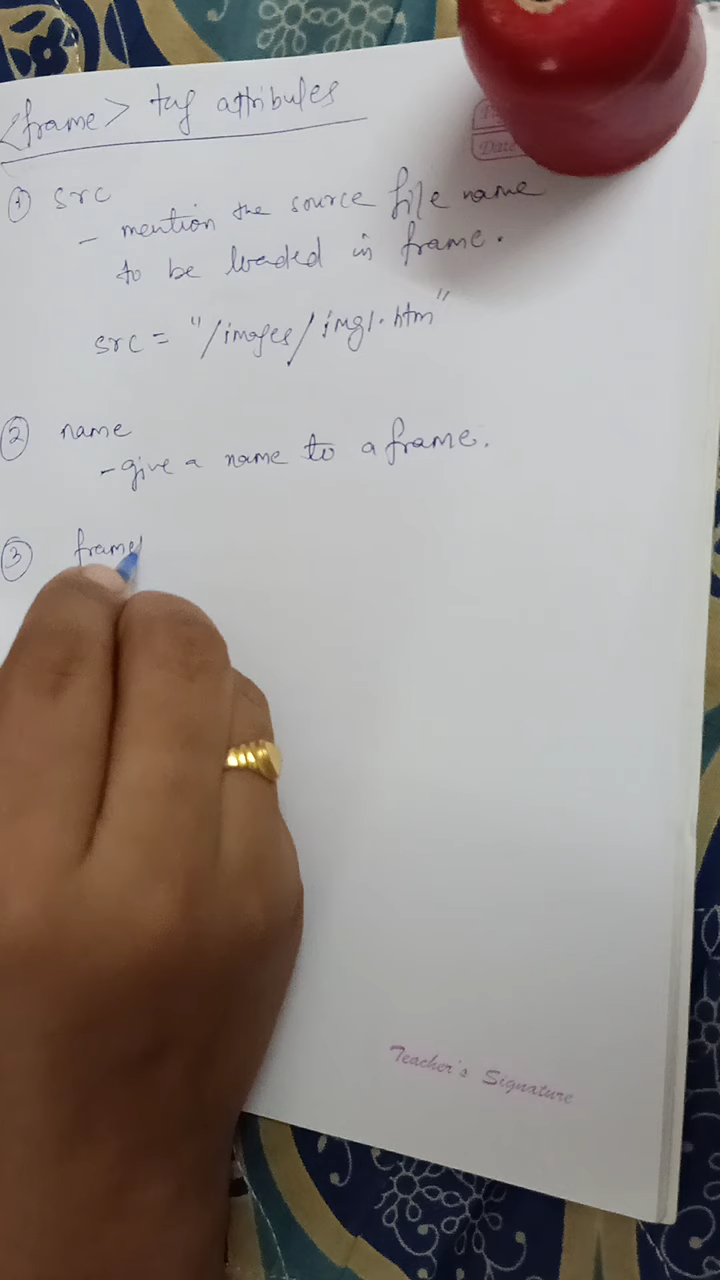 <frame> tag attributes
Date
① src
- mention the source file name
to be loaded in frame.
src = "/images/img1.htm"
② name
- give a name to a frame.
③ frame
Teacher's Signature